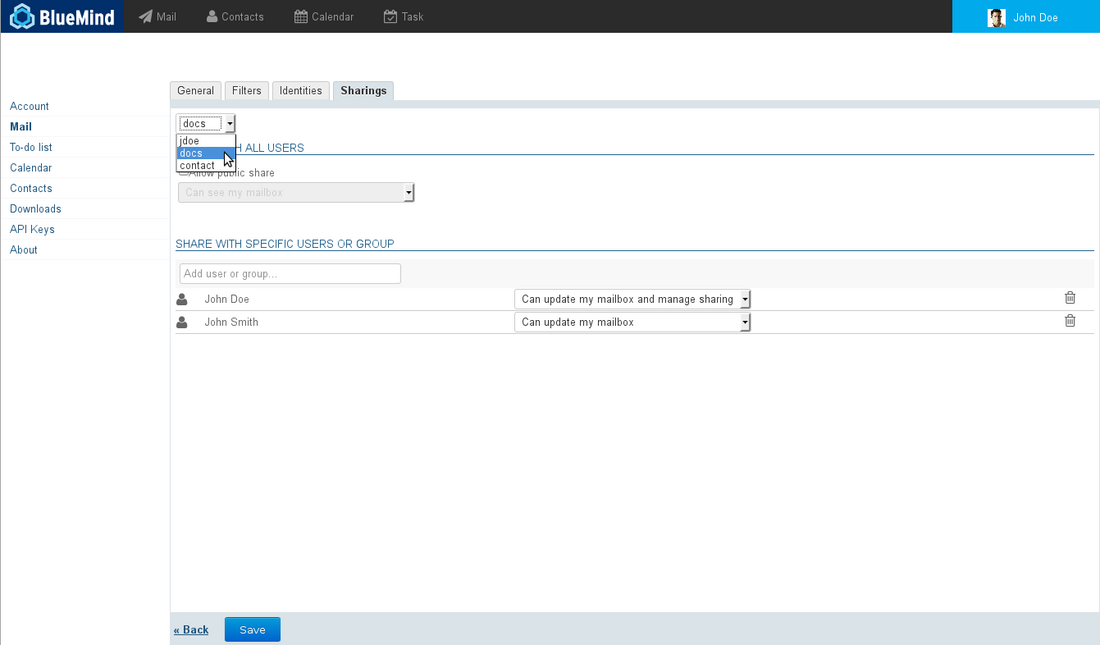 BlueMind Mail Contacts Calendar Task John Doe
General Filters Identities Sharings
Account
Mail
To-do list
Calendar
Contacts
Downloads
API Keys
About
docs
jdoe
docs
contact
H ALL USERS
Allow public share
Can see my mailbox
SHARE WITH SPECIFIC USERS OR GROUP
Add user or group...
John Doe Can update my mailbox and manage sharing
John Smith Can update my mailbox
« Back Save